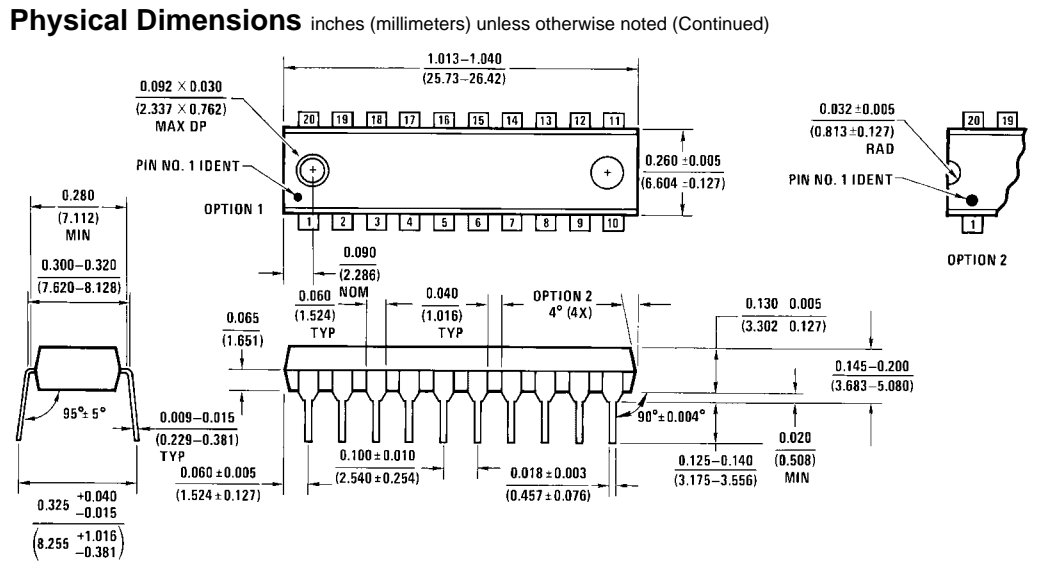 Physical Dimensions inches (millimeters) unless otherwise noted (Continued)
1.013–1.040
(25.73–26.42)
0.092 × 0.030
(2.337 × 0.762)
MAX DP
20 19 18 17 16 15 14 13 12 11
PIN NO. 1 IDENT
OPTION 1
0.260 ±0.005
(6.604 ±0.127)
1 2 3 4 5 6 7 8 9 10
0.032 ±0.005
(0.813 ±0.127)
RAD
20 19
PIN NO. 1 IDENT
1
OPTION 2
0.280
(7.112)
MIN
0.300–0.320
(7.620–8.128)
0.090
(2.286)
NOM
0.060
(1.524)
TYP
0.040
(1.016)
TYP
OPTION 2
4° (4X)
0.130 0.005
(3.302 0.127)
0.065
(1.651)
0.145–0.200
(3.683–5.080)
95°± 5°
0.009–0.015
(0.229–0.381)
TYP
90°±0.004°
0.020
(0.508)
MIN
0.125–0.140
(3.175–3.556)
0.100 ±0.010
(2.540 ±0.254)
0.018 ±0.003
(0.457 ±0.076)
0.060 ±0.005
(1.524 ±0.127)
0.325 +0.040
−0.015
(8.255 +1.016
−0.381)